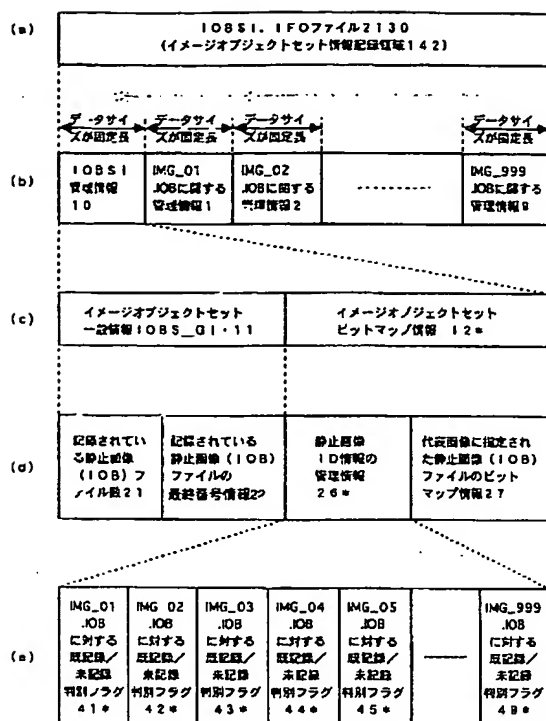 (a)
IOBSI. IFOファイル2130
(イメージオブジェクトセット情報記録領域142)
データサイ
ズが固定長
データサイ
ズが固定長
データサイ
ズが固定長
データサイ
ズが固定長
(b)
IOBSI
管理情報
10
IMG_01
.IOBに関する
管理情報1
IMG_02
.IOBに関する
管理情報2
IMG_999
.IOBに関する
管理情報9
(c)
イメージオブジェクトセット
一般情報IOBS_GI・11
イメージオブジェクトセット
ビットマップ情報 12*
(d)
記録されてい
る静止画像
(IOB)フ
ァイル数21
記録されている
静止画像(IOB)
ファイルの
最終番号情報22
静止画像
ID情報の
管理情報
26*
代表画像に指定され
た静止画像(IOB)
ファイルのビット
マップ情報27
(e)
IMG_01
.IOB
に対する
既記録/
未記録
判別フラグ
41*
IMG_02
.IOB
に対する
既記録/
未記録
判別フラグ
42*
IMG_03
.IOB
に対する
既記録/
未記録
判別フラグ
43*
IMG_04
.IOB
に対する
既記録/
未記録
判別フラグ
44*
IMG_05
.IOB
に対する
既記録/
未記録
判別フラグ
45*
IMG_999
.IOB
に対する
既記録/
未記録
判別フラグ
49*